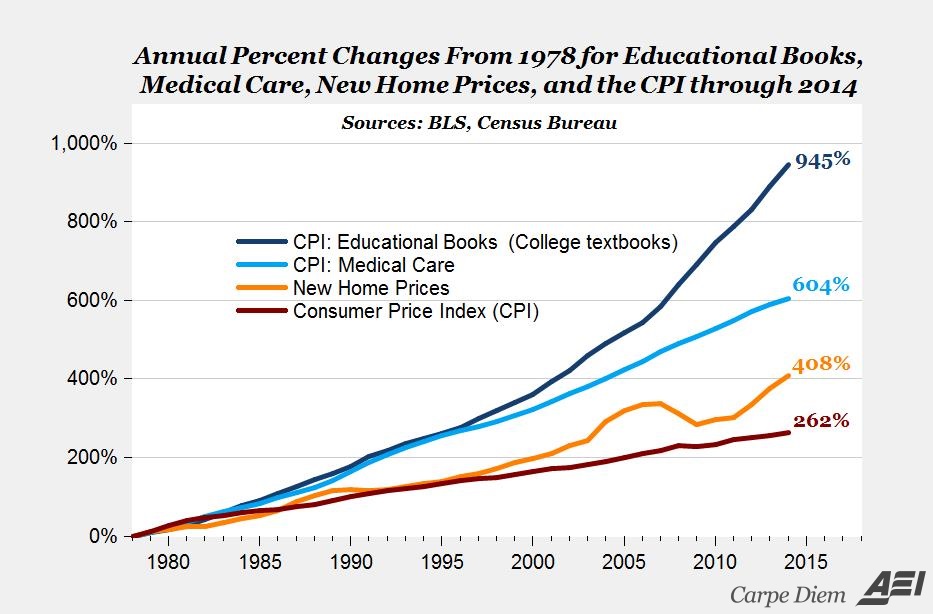 Annual Percent Changes From 1978 for Educational Books,
Medical Care, New Home Prices, and the CPI through 2014
Sources: BLS, Census Bureau
1,000%
945%
800%
CPI: Educational Books (College textbooks)
CPI: Medical Care
New Home Prices
Consumer Price Index (CPI)
604%
600%
408%
400%
262%
200%
0%
1980 1985 1990 1995 2000 2005 2010 2015
Carpe Diem AEI